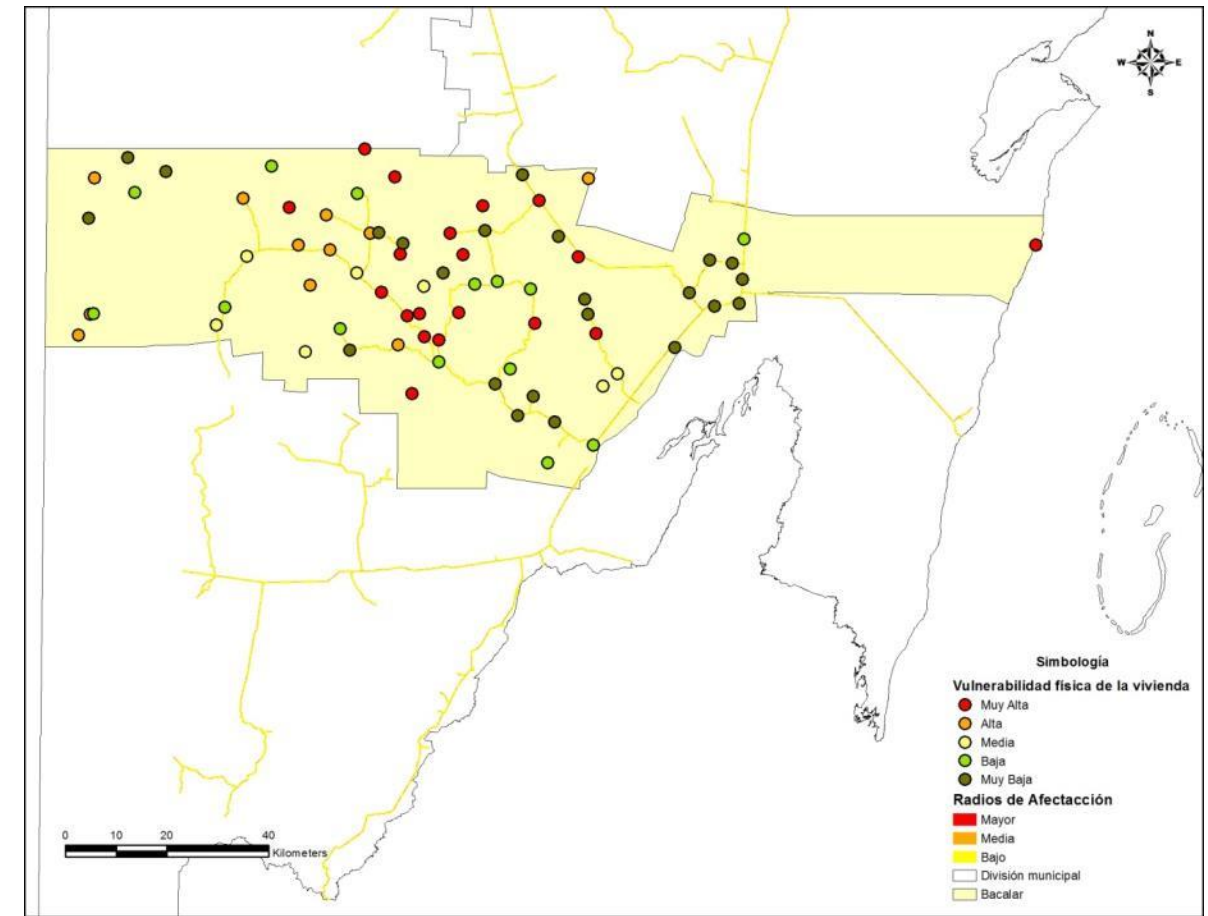 N
W E
S
Simbología
Vulnerabilidad física de la vivienda
Muy Alta
Alta
Media
Baja
Muy Baja
Radios de Afectacción
Mayor
Media
Bajo
División municipal
Bacalar
0 10 20 40
Kilometers